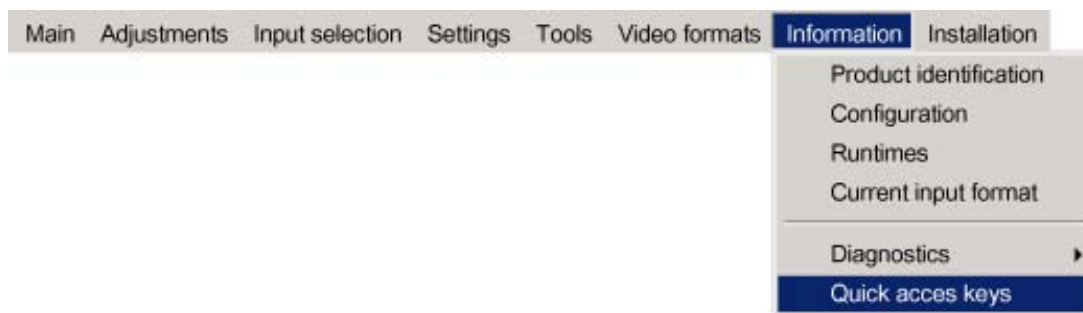 Main Adjustments Input selection Settings Tools Video formats Information Installation
Product identification
Configuration
Runtimes
Current input format
Diagnostics
Quick acces keys